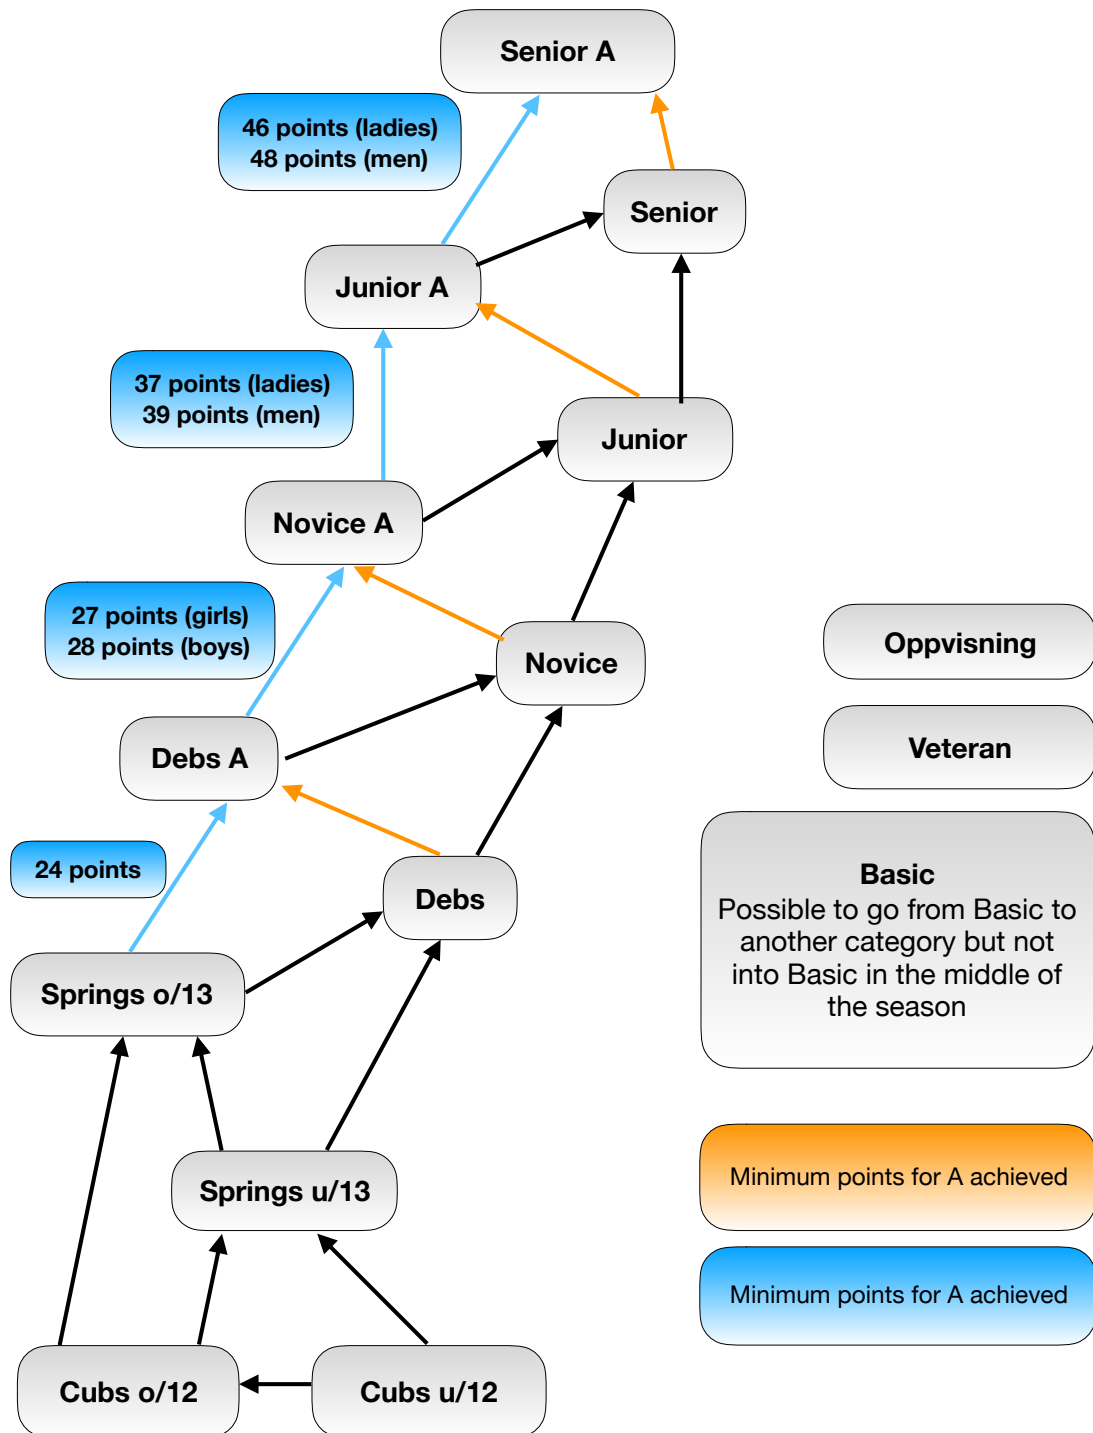 Senior A
46 points (ladies)
48 points (men)
Senior
Junior A
37 points (ladies)
39 points (men)
Junior
Novice A
27 points (girls)
28 points (boys)
Novice
Oppvisning
Debs A
Veteran
24 points
Debs
Basic
Possible to go from Basic to
another category but not
into Basic in the middle of
the season
Springs o/13
Springs u/13
Minimum points for A achieved
Minimum points for A achieved
Cubs o/12
Cubs u/12